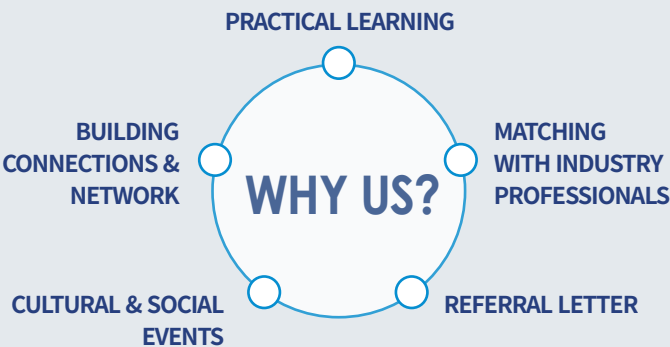 PRACTICAL LEARNING
BUILDING
CONNECTIONS &
NETWORK
MATCHING
WITH INDUSTRY
PROFESSIONALS
WHY US?
CULTURAL & SOCIAL
EVENTS
REFERRAL LETTER